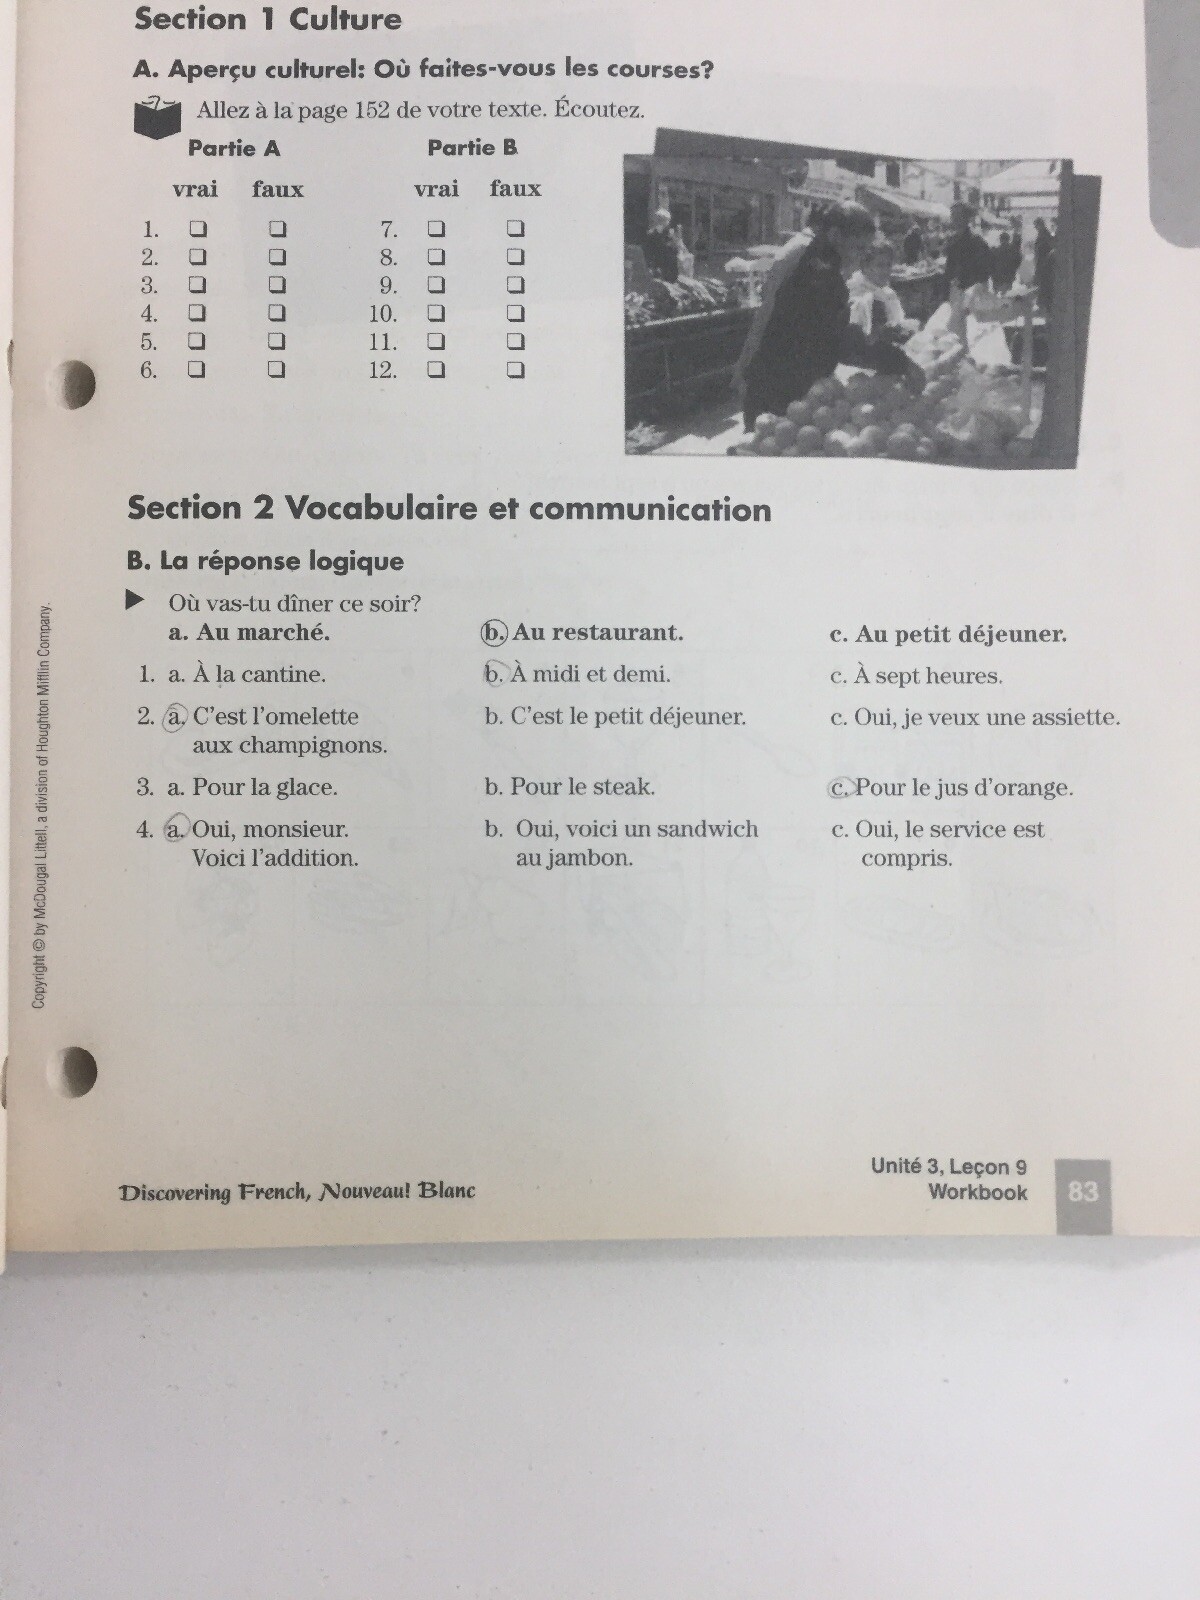 Section 1 Culture
A. Aperçu culturel: Où faites-vous les courses?
Allez à la page 152 de votre texte. Écoutez.
Partie A Partie B
vrai faux vrai faux
1. ❏ ❏ 7. ❏ ❏
2. ❏ ❏ 8. ❏ ❏
3. ❏ ❏ 9. ❏ ❏
4. ❏ ❏ 10. ❏ ❏
5. ❏ ❏ 11. ❏ ❏
6. ❏ ❏ 12. ❏ ❏
Section 2 Vocabulaire et communication
B. La réponse logique
▶ Où vas-tu dîner ce soir?
a. Au marché. b. Au restaurant. c. Au petit déjeuner.
1. a. À la cantine. b. À midi et demi. c. À sept heures.
2. a. C'est l'omelette b. C'est le petit déjeuner. c. Oui, je veux une assiette.
aux champignons.
3. a. Pour la glace. b. Pour le steak. c. Pour le jus d'orange.
4. a. Oui, monsieur. b. Oui, voici un sandwich c. Oui, le service est
Voici l'addition. au jambon. compris.
Copyright © by McDougal Littell, a division of Houghton Mifflin Company.
Unité 3, Leçon 9
Discovering French, Nouveau! Blanc Workbook 83